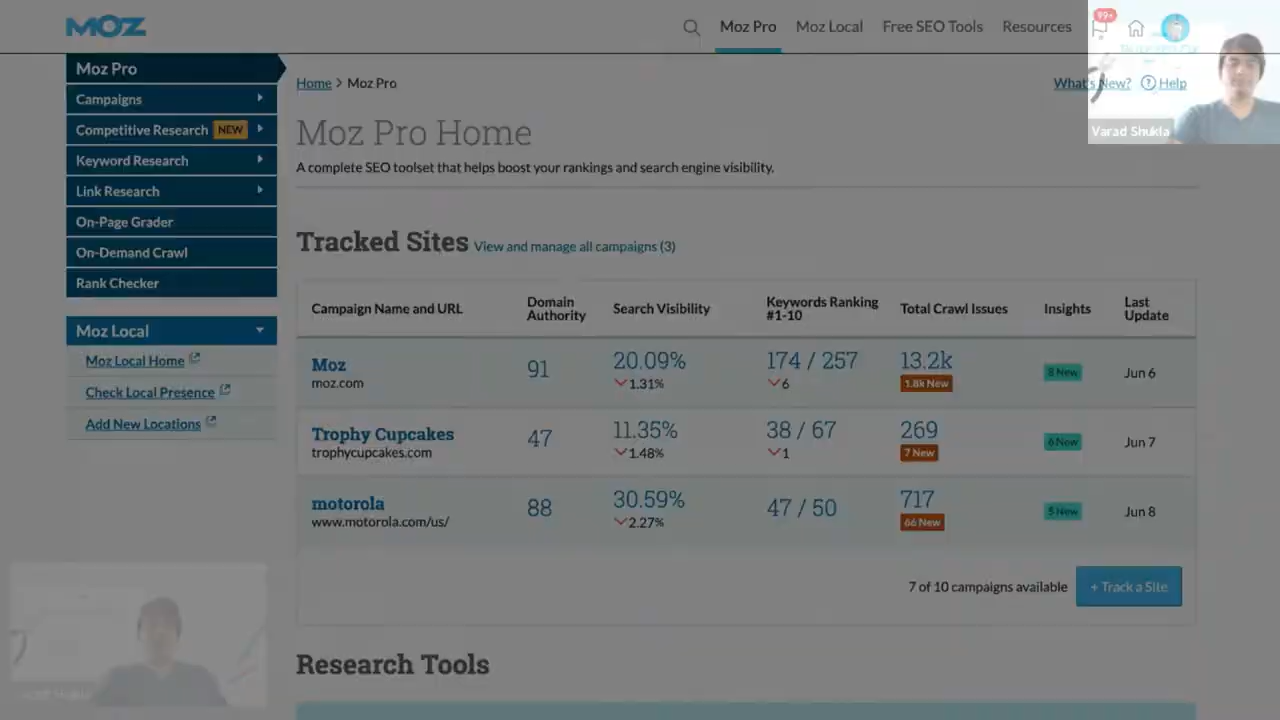 MOZ
Moz Pro
Moz Local
Free SEO Tools
Resources
99+
Moz Pro
Campaigns
Competitive Research NEW
Keyword Research
Link Research
On-Page Grader
On-Demand Crawl
Rank Checker
Moz Local
Moz Local Home
Check Local Presence
Add New Locations
Home > Moz Pro
What's New? ? Help
Varad Shukla
Moz Pro Home
A complete SEO toolset that helps boost your rankings and search engine visibility.
Tracked Sites View and manage all campaigns (3)
Campaign Name and URL
Domain Authority
Search Visibility
Keywords Ranking #1-10
Total Crawl Issues
Insights
Last Update
Moz
moz.com
91
20.09%
1.31%
174 / 257
6
13.2k
1.8k New
8 New
Jun 6
Trophy Cupcakes
trophycupcakes.com
47
11.35%
1.48%
38 / 67
1
269
7 New
6 New
Jun 7
motorola
www.motorola.com/us/
88
30.59%
2.27%
47 / 50
717
66 New
5 New
Jun 8
7 of 10 campaigns available
+ Track a Site
Varad Shukla
Research Tools